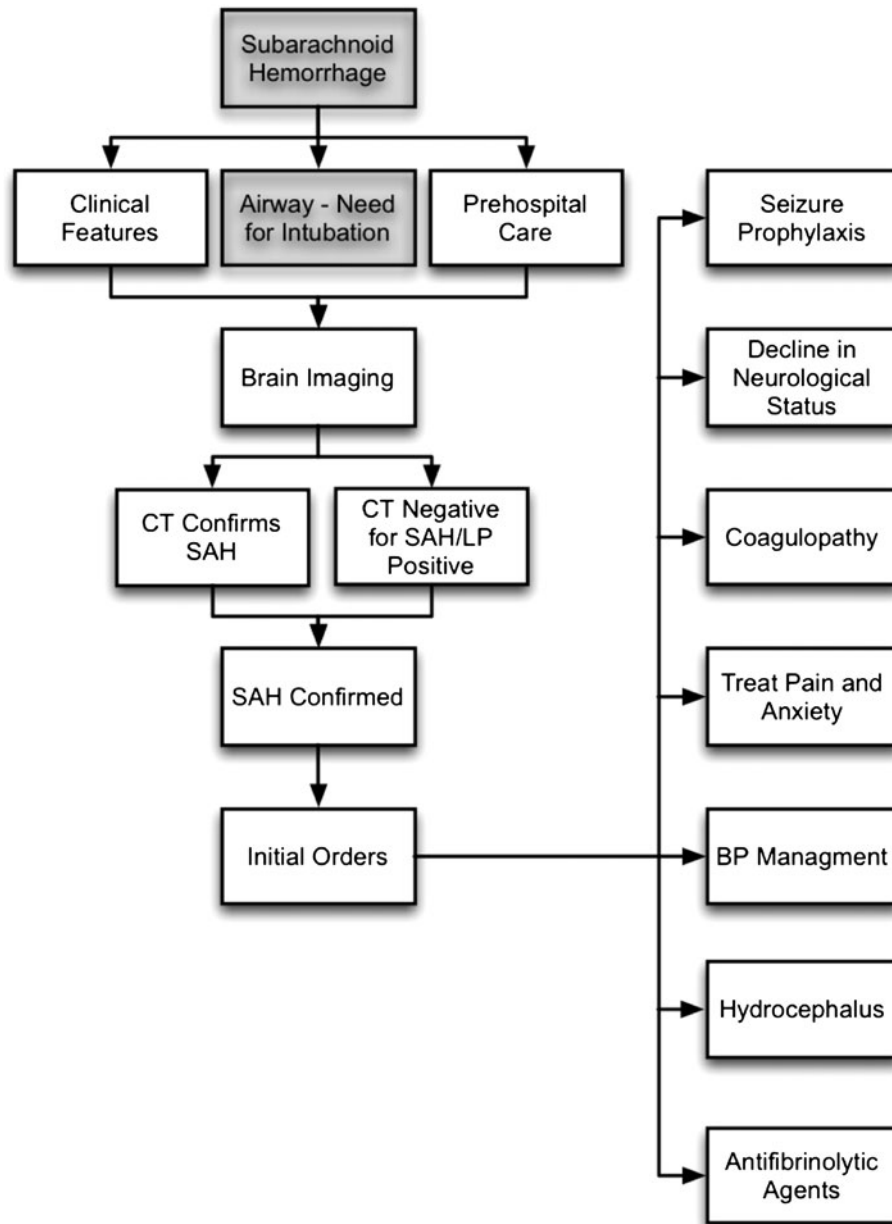 Subarachnoid
Hemorrhage
Clinical
Features
Airway - Need
for Intubation
Prehospital
Care
Brain Imaging
CT Confirms
SAH
CT Negative
for SAH/LP
Positive
SAH Confirmed
Initial Orders
Seizure
Prophylaxis
Decline in
Neurological
Status
Coagulopathy
Treat Pain and
Anxiety
BP Managment
Hydrocephalus
Antifibrinolytic
Agents